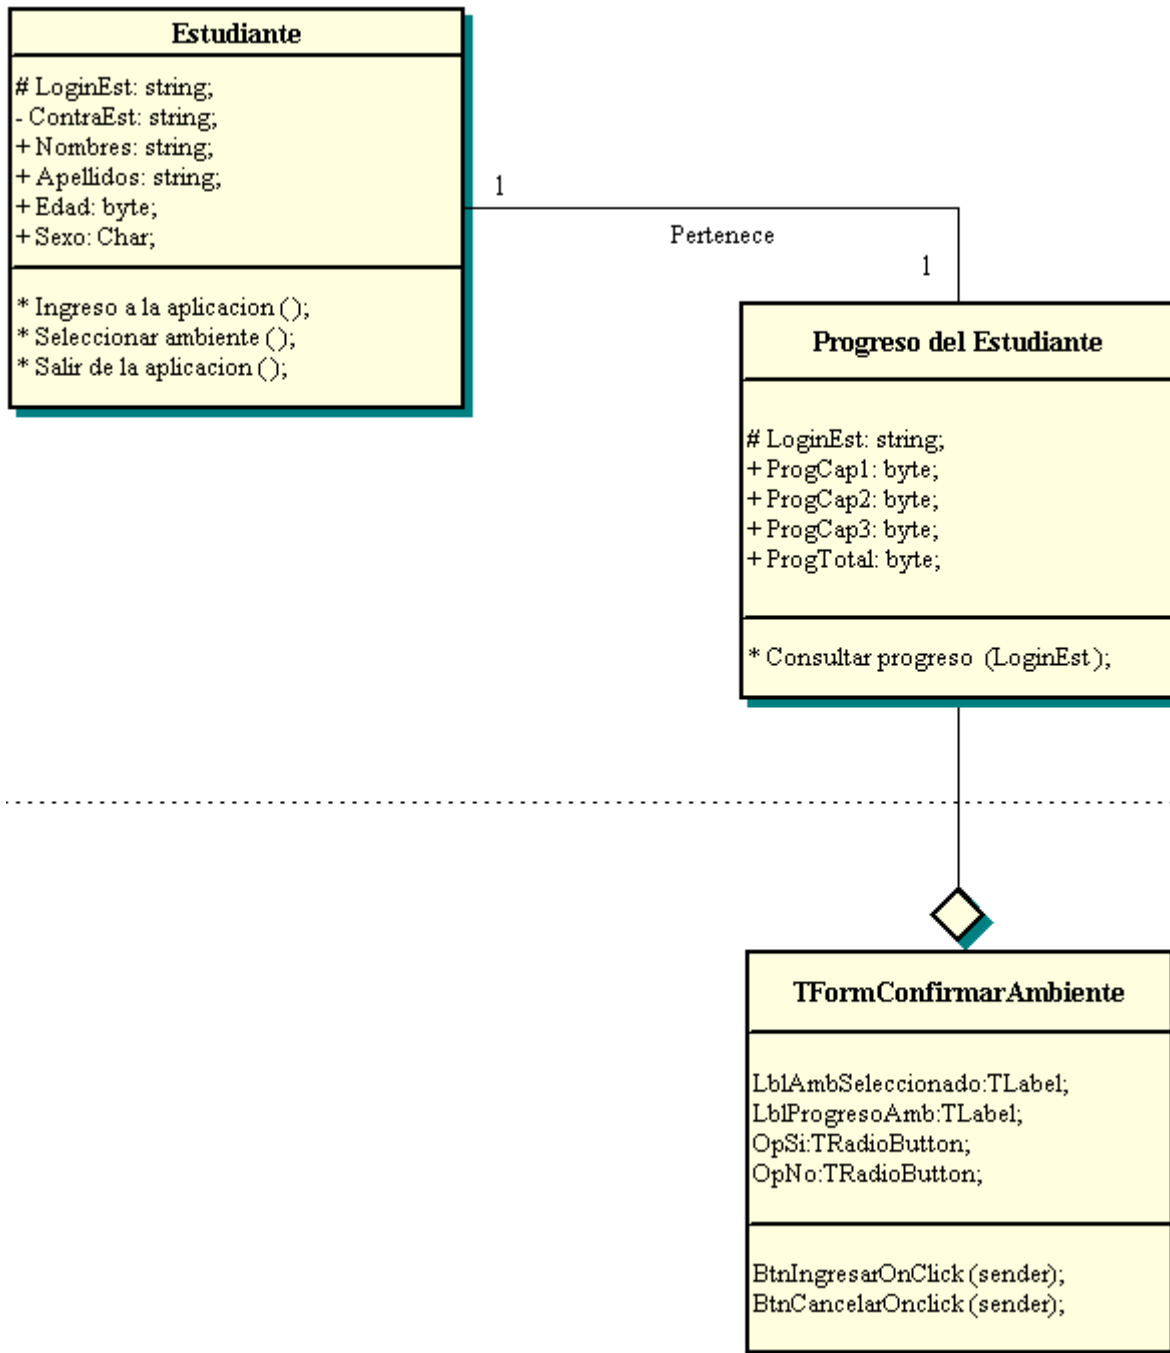 Estudiante
# LoginEst: string;
- ContraEst: string;
+ Nombres: string;
+ Apellidos: string;
+ Edad: byte;
+ Sexo: Char;
* Ingreso a la aplicacion ();
* Seleccionar ambiente ();
* Salir de la aplicacion ();
1
Pertenece
1
Progreso del Estudiante
# LoginEst: string;
+ ProgCap1: byte;
+ ProgCap2: byte;
+ ProgCap3: byte;
+ ProgTotal: byte;
* Consultar progreso (LoginEst);
TFormConfirmarAmbiente
LblAmbSeleccionado:TLabel;
LblProgresoAmb:TLabel;
OpSi:TRadioButton;
OpNo:TRadioButton;
BtnIngresarOnClick (sender);
BtnCancelarOnclick (sender);